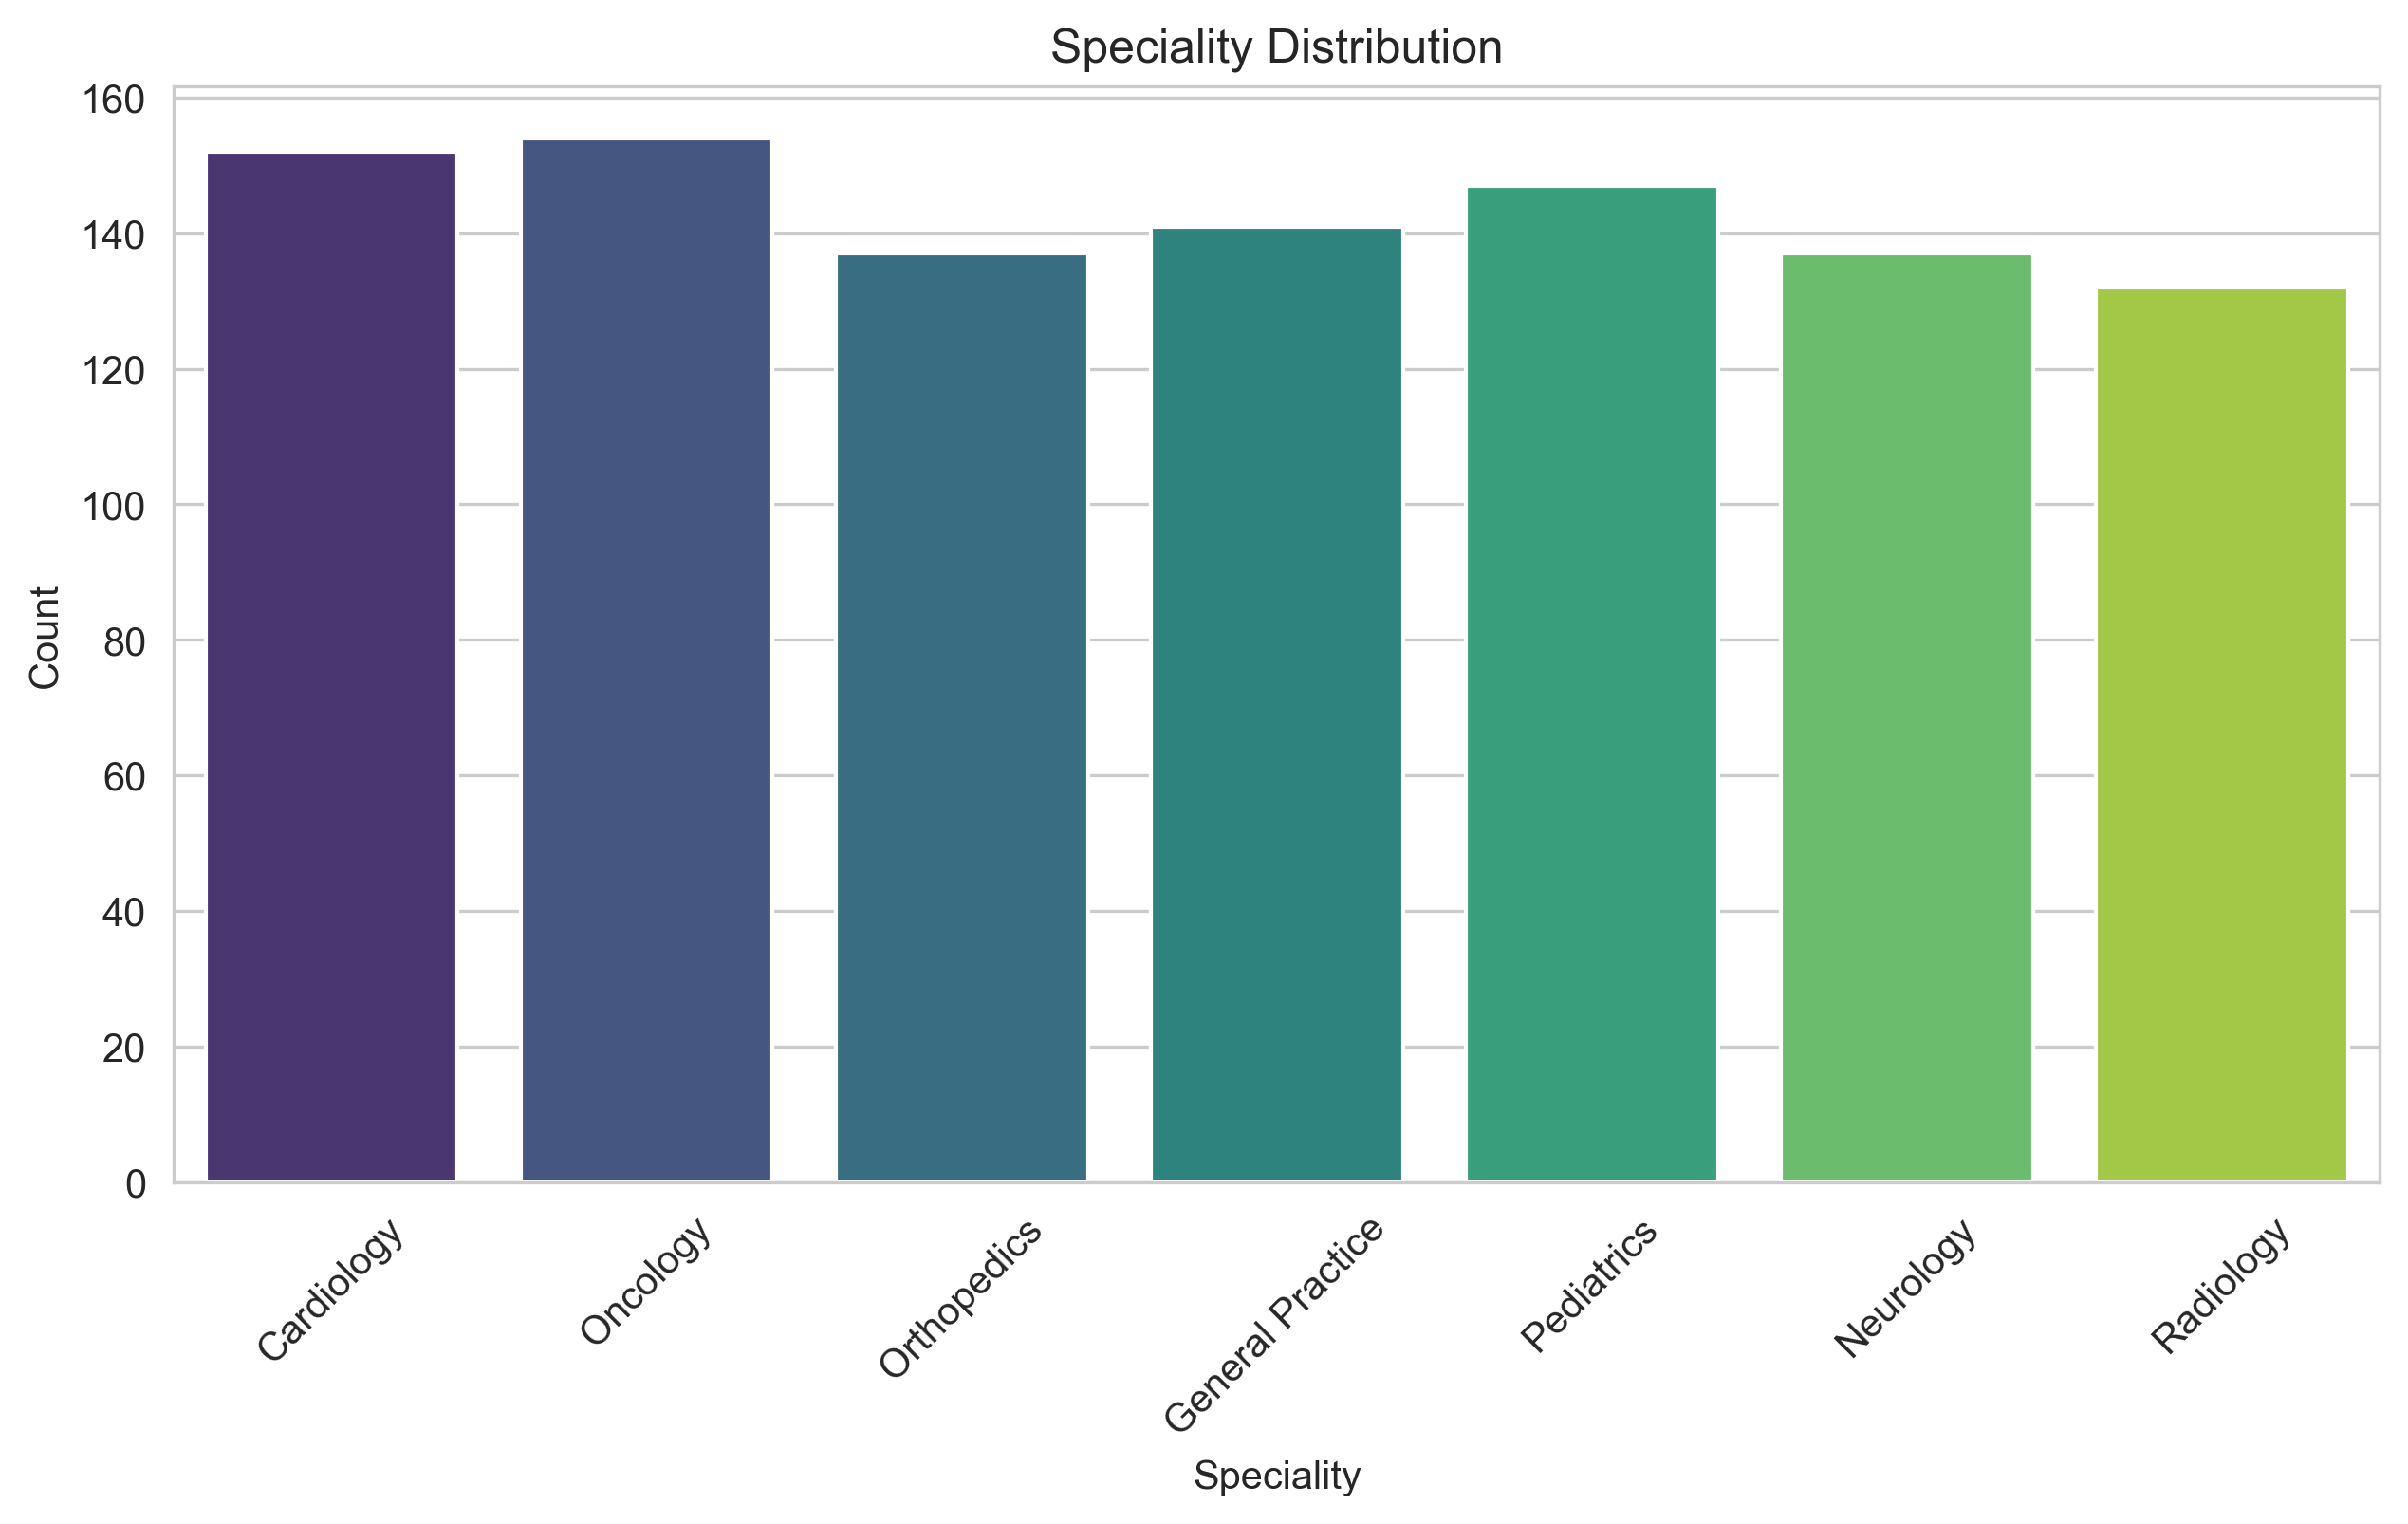 Speciality Distribution
160
140
120
100
80
60
40
20
0
Count
Cardiology
Oncology
Orthopedics
General Practice
Pediatrics
Neurology
Radiology
Speciality